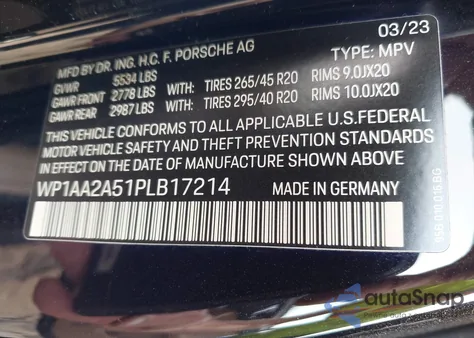 MFD BY DR. ING. H.C. F. PORSCHE AG 03/23
GVWR 5534 LBS TYPE: MPV
GAWR FRONT 2778 LBS WITH: TIRES 265/45 R20 RIMS 9.0JX20
GAWR REAR 2987 LBS WITH: TIRES 295/40 R20 RIMS 10.0JX20
THIS VEHICLE CONFORMS TO ALL APPLICABLE U.S.FEDERAL
MOTOR VEHICLE SAFETY AND THEFT PREVENTION STANDARDS
IN EFFECT ON THE DATE OF MANUFACTURE SHOWN ABOVE
WP1AA2A51PLB17214 MADE IN GERMANY
autoSnap